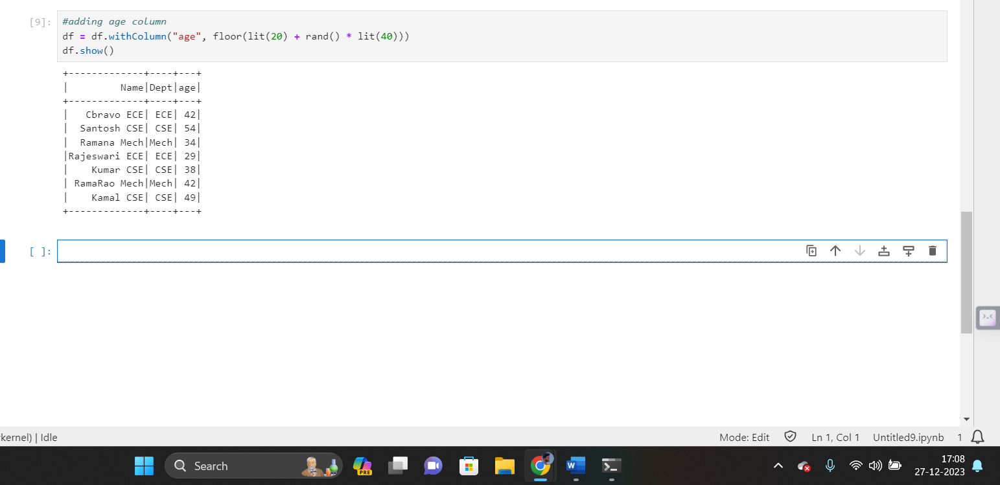 [9]:
#adding age column
df = df.withColumn("age", floor(lit(20) + rand() * lit(40)))
df.show()
+-------------+----+---+
|         Name|Dept|age|
+-------------+----+---+
|   Cbravo ECE| ECE| 42|
|  Santosh CSE| CSE| 54|
|  Ramana Mech|Mech| 34|
|Rajeswari ECE| ECE| 29|
|    Kumar CSE| CSE| 38|
| RamaRao Mech|Mech| 42|
|    Kamal CSE| CSE| 49|
+-------------+----+---+
[ ]:
kernel) | Idle
Mode: Edit Ln 1, Col 1 Untitled9.ipynb 1
Search
PRE
W
17:08
27-12-2023